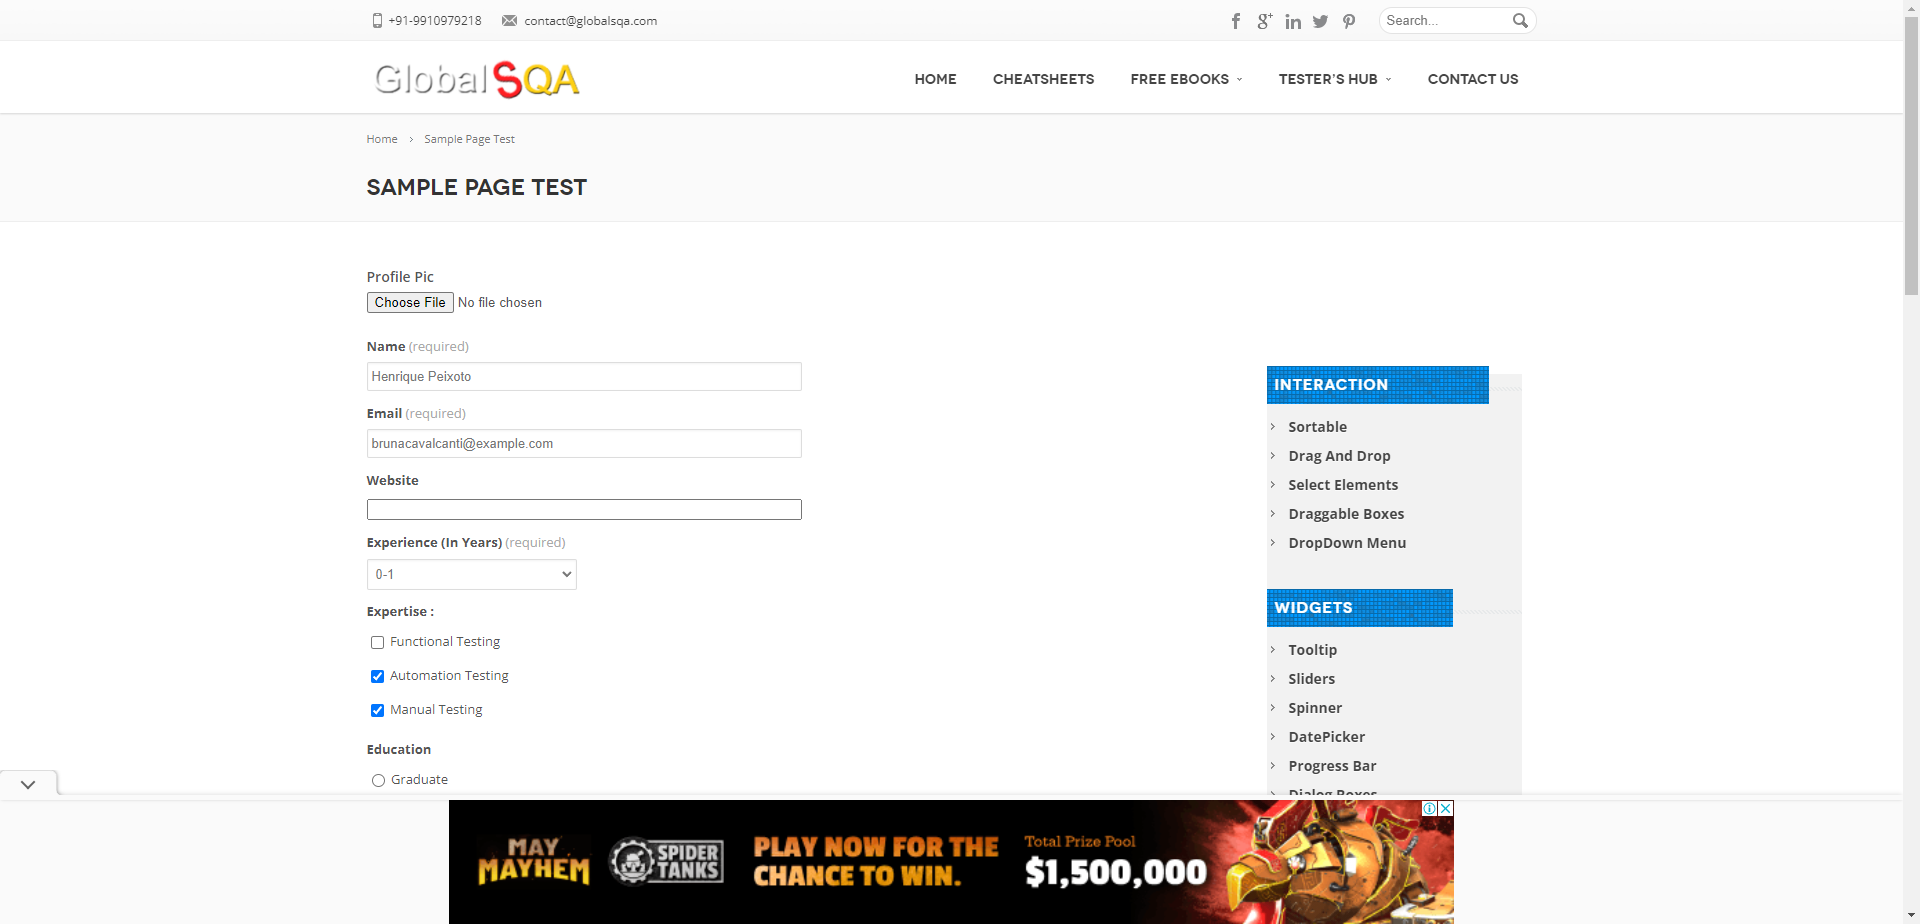 +91-9910979218 contact@globalsqa.com Search...
GlobalSQA
HOME CHEATSHEETS FREE EBOOKS TESTER'S HUB CONTACT US
Home › Sample Page Test
SAMPLE PAGE TEST
Profile Pic
Choose File No file chosen
Name (required)
Henrique Peixoto
Email (required)
brunacavalcanti@example.com
Website
Experience (In Years) (required)
0-1
Expertise :
Functional Testing
Automation Testing
Manual Testing
Education
Graduate
INTERACTION
Sortable
Drag And Drop
Select Elements
Draggable Boxes
DropDown Menu
WIDGETS
Tooltip
Sliders
Spinner
DatePicker
Progress Bar
Dialog Boxes
MAY
MAYHEM
SPIDER
TANKS
PLAY NOW FOR THE
CHANCE TO WIN.
Total Prize Pool
$1,500,000